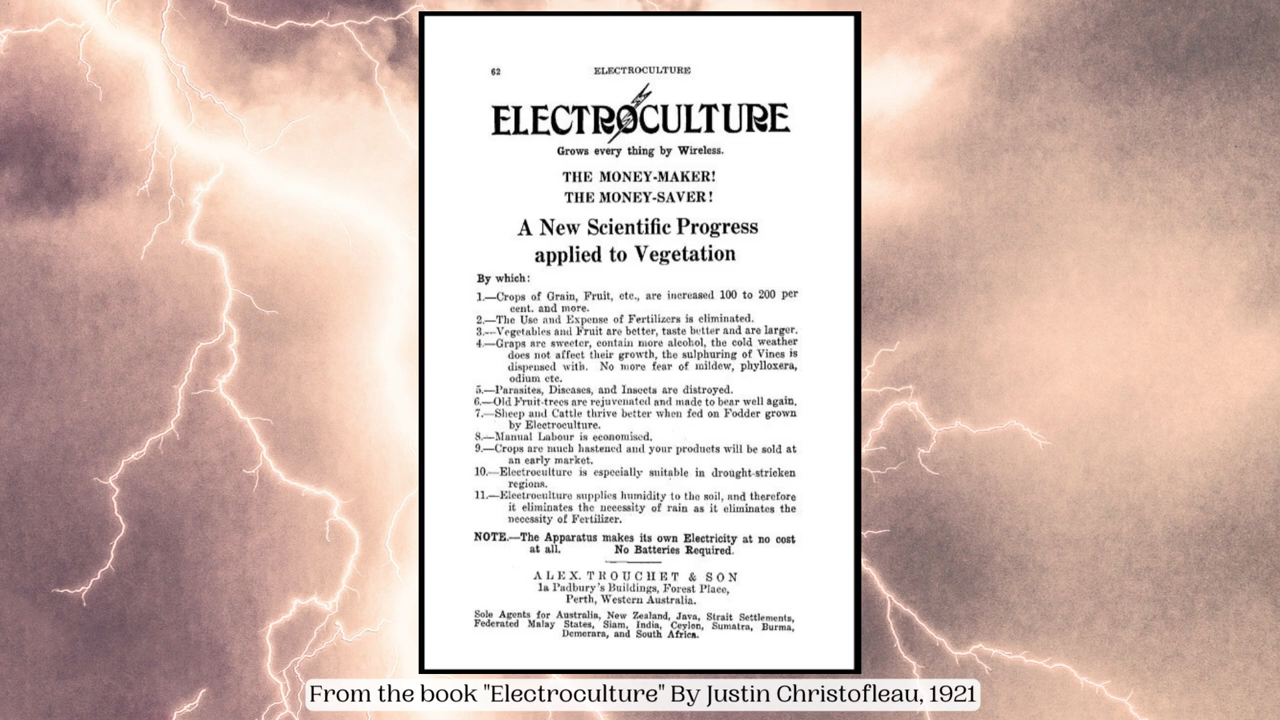 62 ELECTROCULTURE
ELECTROCULTURE
Grows every thing by Wireless.
THE MONEY-MAKER!
THE MONEY-SAVER!
A New Scientific Progress
applied to Vegetation
By which:
1.—Crops of Grain, Fruit, etc., are increased 100 to 200 per
cent. and more.
2.—The Use and Expense of Fertilizers is eliminated.
3.—Vegetables and Fruit are better, taste better and are larger.
4.—Graps are sweeter, contain more alcohol, the cold weather
does not affect their growth, the sulphuring of Vines is
dispensed with. No more fear of mildew, phylloxera,
odium etc.
5.—Parasites, Diseases, and Insects are distroyed.
6.—Old Fruit-trees are rejuvenated and made to bear well again.
7.—Sheep and Cattle thrive better when fed on Fodder grown
by Electroculture.
8.—Manual Labour is economised.
9.—Crops are much hastened and your products will be sold at
an early market.
10.—Electroculture is especially suitable in drought-stricken
regions.
11.—Electroculture supplies humidity to the soil, and therefore
it eliminates the necessity of rain as it eliminates the
necessity of Fertilizer.
NOTE.—The Apparatus makes its own Electricity at no cost
at all. No Batteries Required.
ALEX. TROUCHET & SON
1a Padbury's Buildings, Forest Place,
Perth, Western Australia.
Sole Agents for Australia, New Zealand, Java, Strait Settlements,
Federated Malay States, Siam, India, Ceylon, Sumatra, Burma,
Demerara, and South Africa.
From the book "Electroculture" By Justin Christofleau, 1921